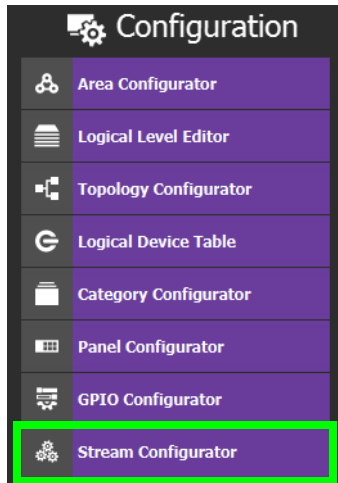 Configuration
Area Configurator
Logical Level Editor
Topology Configurator
Logical Device Table
Category Configurator
Panel Configurator
GPIO Configurator
Stream Configurator